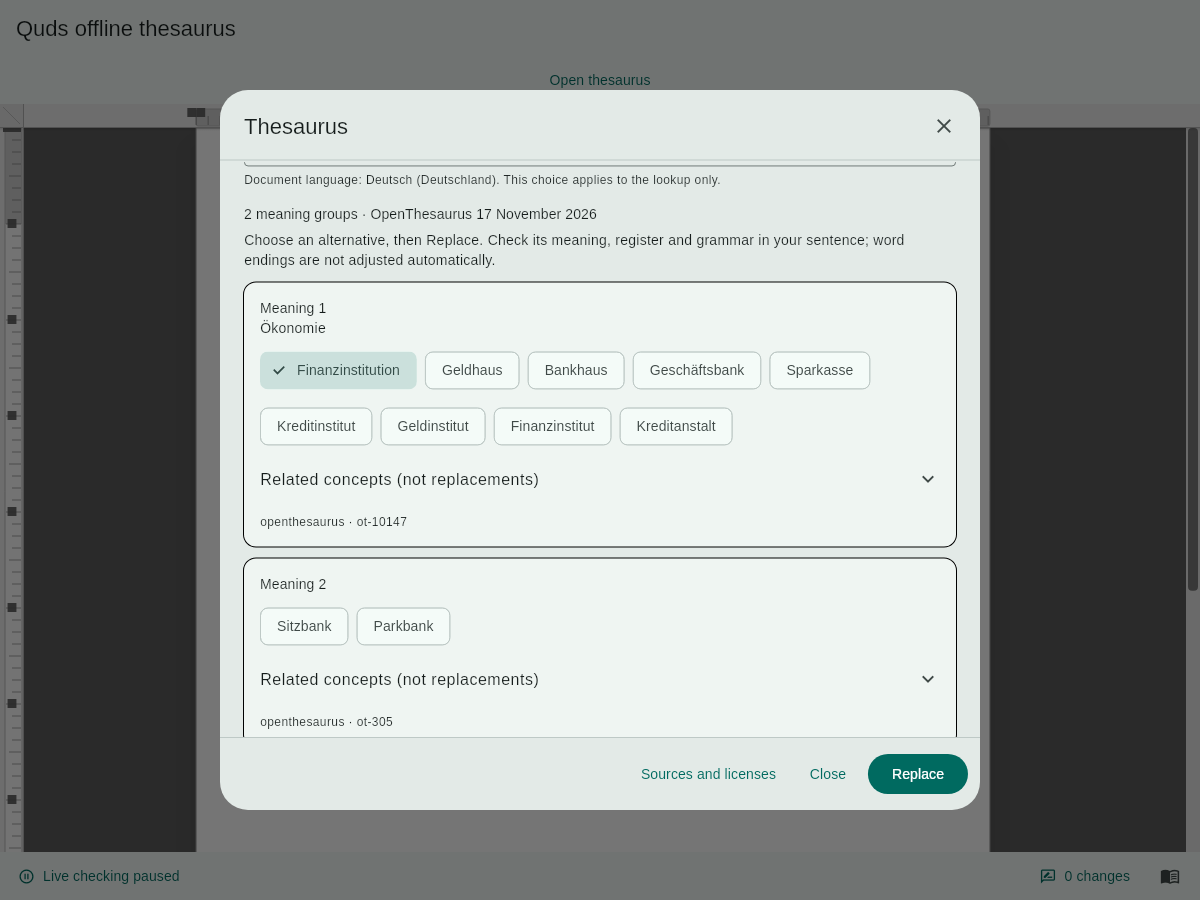 Quds offline thesaurus
Open thesaurus
Thesaurus
Document language: Deutsch (Deutschland). This choice applies to the lookup only.
2 meaning groups · OpenThesaurus 17 November 2026
Choose an alternative, then Replace. Check its meaning, register and grammar in your sentence; word
endings are not adjusted automatically.
Meaning 1
Ökonomie
Finanzinstitution Geldhaus Bankhaus Geschäftsbank Sparkasse
Kreditinstitut Geldinstitut Finanzinstitut Kreditanstalt
Related concepts (not replacements)
openthesaurus · ot-10147
Meaning 2
Sitzbank Parkbank
Related concepts (not replacements)
openthesaurus · ot-305
Sources and licenses Close Replace
Live checking paused 0 changes